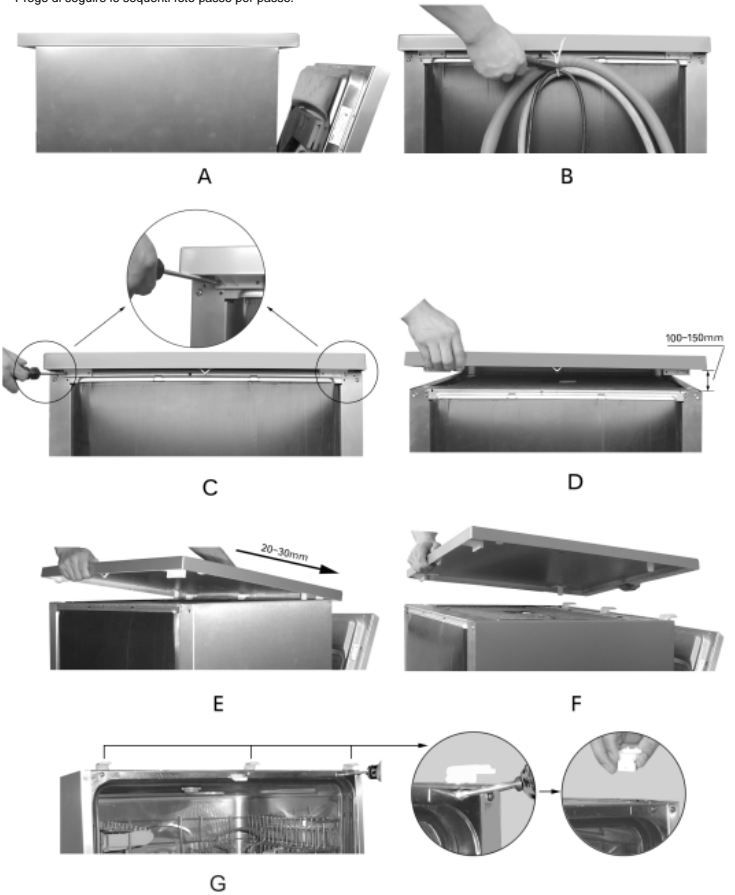 Prego di seguire le seguenti foto passo per passo.
A
B
C
100-150mm
D
20-30mm
E
F
G